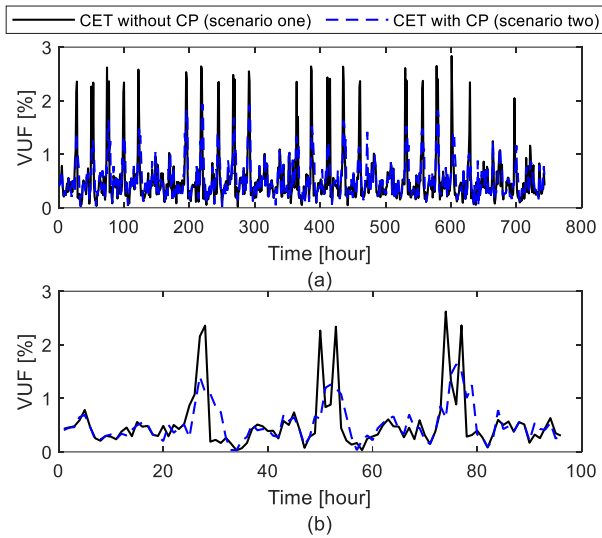 CET without CP (scenario one) CET with CP (scenario two)
3
2
1
0
VUF [%]
0 100 200 300 400 500 600 700 800
Time [hour]
(a)
3
2
1
0
VUF [%]
0 20 40 60 80 100
Time [hour]
(b)